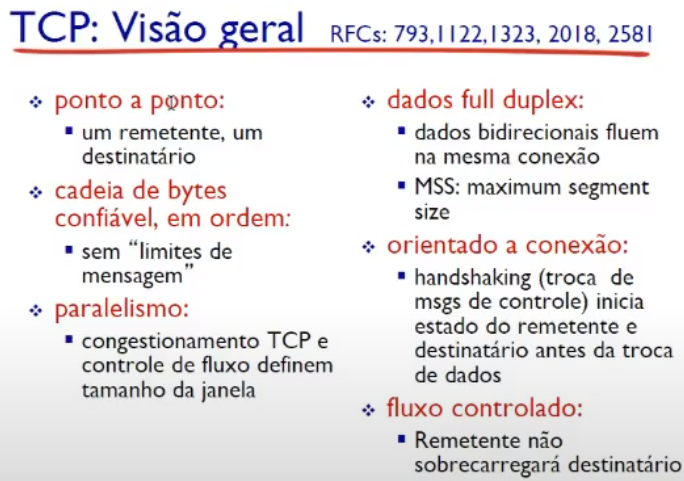 TCP: Visão geral RFCs: 793,1122,1323, 2018, 2581
ponto a ponto:
um remetente, um
destinatário
cadeia de bytes
confiável, em ordem:
sem “limites de
mensagem”
paralelismo:
congestionamento TCP e
controle de fluxo definem
tamanho da janela
dados full duplex:
dados bidirecionais fluem
na mesma conexão
MSS: maximum segment
size
orientado a conexão:
handshaking (troca de
msgs de controle) inicia
estado do remetente e
destinatário antes da troca
de dados
fluxo controlado:
Remetente não
sobrecarregará destinatário